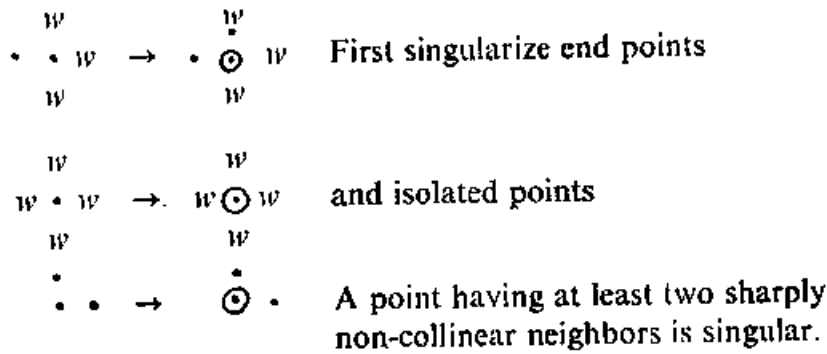 w w
. . w → . ⊙ w First singularize end points
w w
w w
w . w → w ⊙ w and isolated points
w w
. . → ⊙ . A point having at least two sharply
non-collinear neighbors is singular.